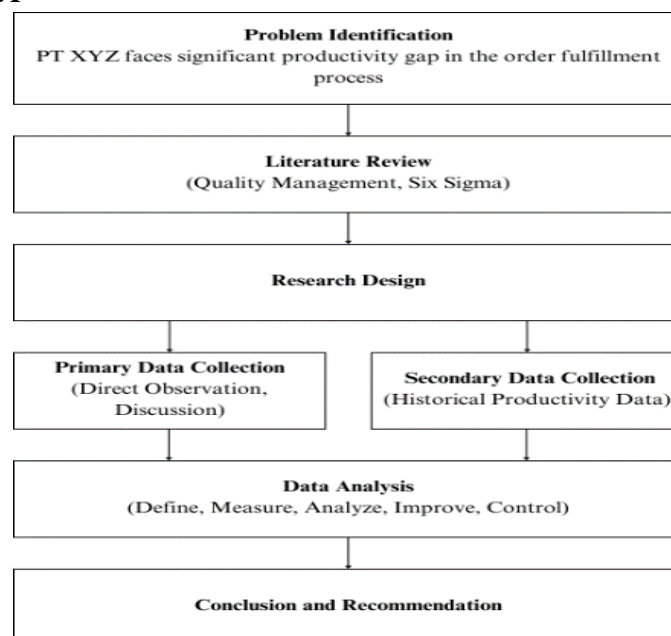 Problem Identification
PT XYZ faces significant productivity gap in the order fulfillment
process
Literature Review
(Quality Management, Six Sigma)
Research Design
Primary Data Collection
(Direct Observation,
Discussion)
Secondary Data Collection
(Historical Productivity Data)
Data Analysis
(Define, Measure, Analyze, Improve, Control)
Conclusion and Recommendation